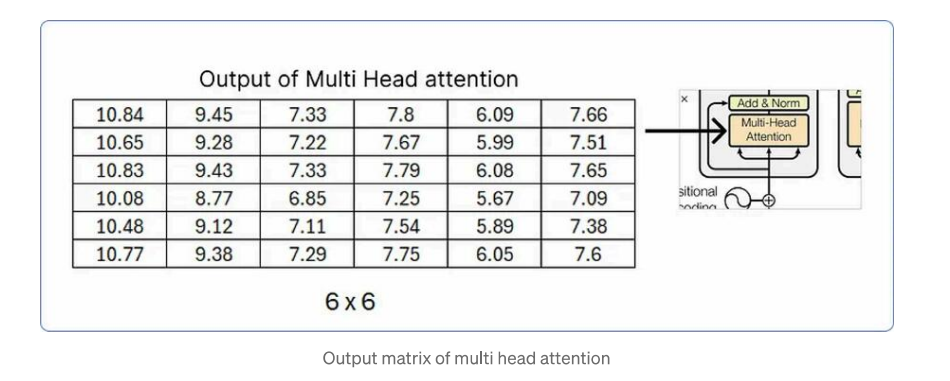 Output of Multi Head attention
10.84 9.45 7.33 7.8 6.09 7.66
10.65 9.28 7.22 7.67 5.99 7.51
10.83 9.43 7.33 7.79 6.08 7.65
10.08 8.77 6.85 7.25 5.67 7.09
10.48 9.12 7.11 7.54 5.89 7.38
10.77 9.38 7.29 7.75 6.05 7.6
6 x 6
Add & Norm
Multi-Head
Attention
sitional
Output matrix of multi head attention